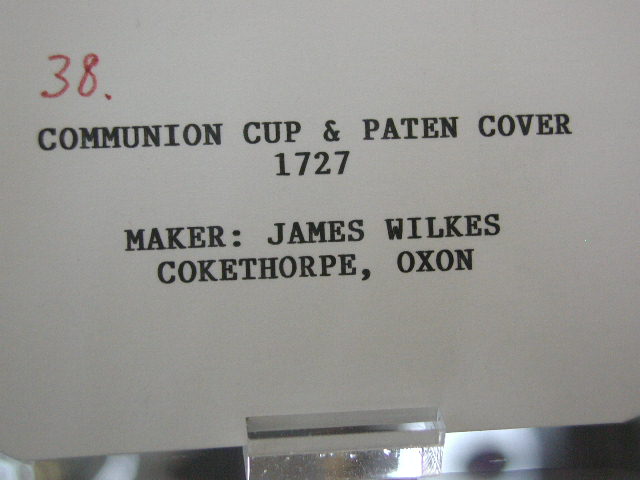 38.
COMMUNION CUP & PATEN COVER
1727
MAKER: JAMES WILKES
COKETHORPE, OXON